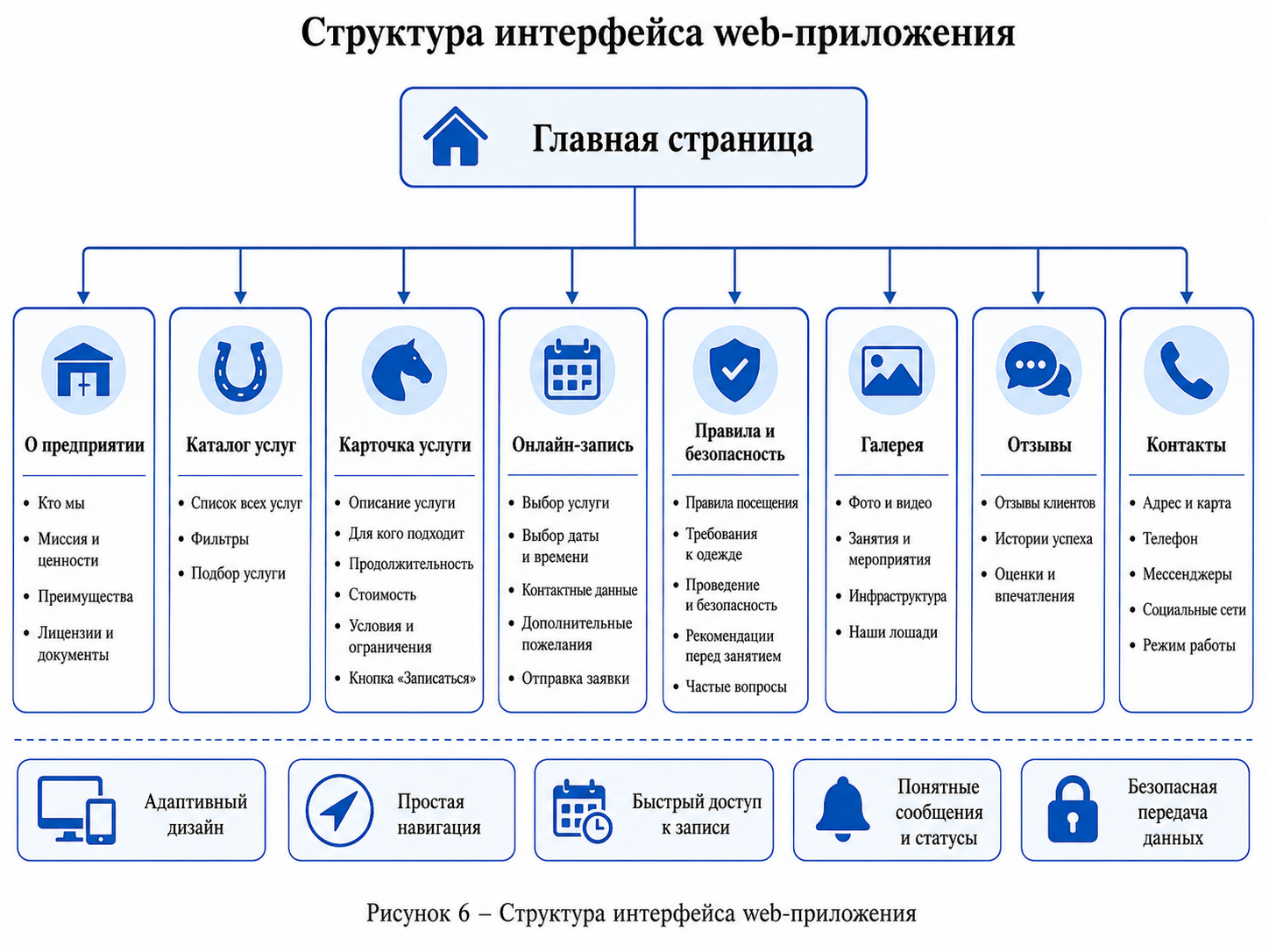 Структура интерфейса web-приложения
Главная страница
О предприятии
• Кто мы
• Миссия и
ценности
• Преимущества
• Лицензии и
документы
Каталог услуг
• Список всех услуг
• Фильтры
• Подбор услуги
Карточка услуги
• Описание услуги
• Для кого подходит
• Продолжительность
• Стоимость
• Условия и
ограничения
• Кнопка «Записаться»
Онлайн-запись
• Выбор услуги
• Выбор даты
и времени
• Контактные данные
• Дополнительные
пожелания
• Отправка заявки
Правила и
безопасность
• Правила посещения
• Требования
к одежде
• Проведение
и безопасность
• Рекомендации
перед занятием
• Частые вопросы
Галерея
• Фото и видео
• Занятия и
мероприятия
• Инфраструктура
• Наши лошади
Отзывы
• Отзывы клиентов
• Истории успеха
• Оценки и
впечатления
Контакты
• Адрес и карта
• Телефон
• Мессенджеры
• Социальные сети
• Режим работы
Адаптивный
дизайн
Простая
навигация
Быстрый доступ
к записи
Понятные
сообщения
и статусы
Безопасная
передача
данных
Рисунок 6 – Структура интерфейса web-приложения